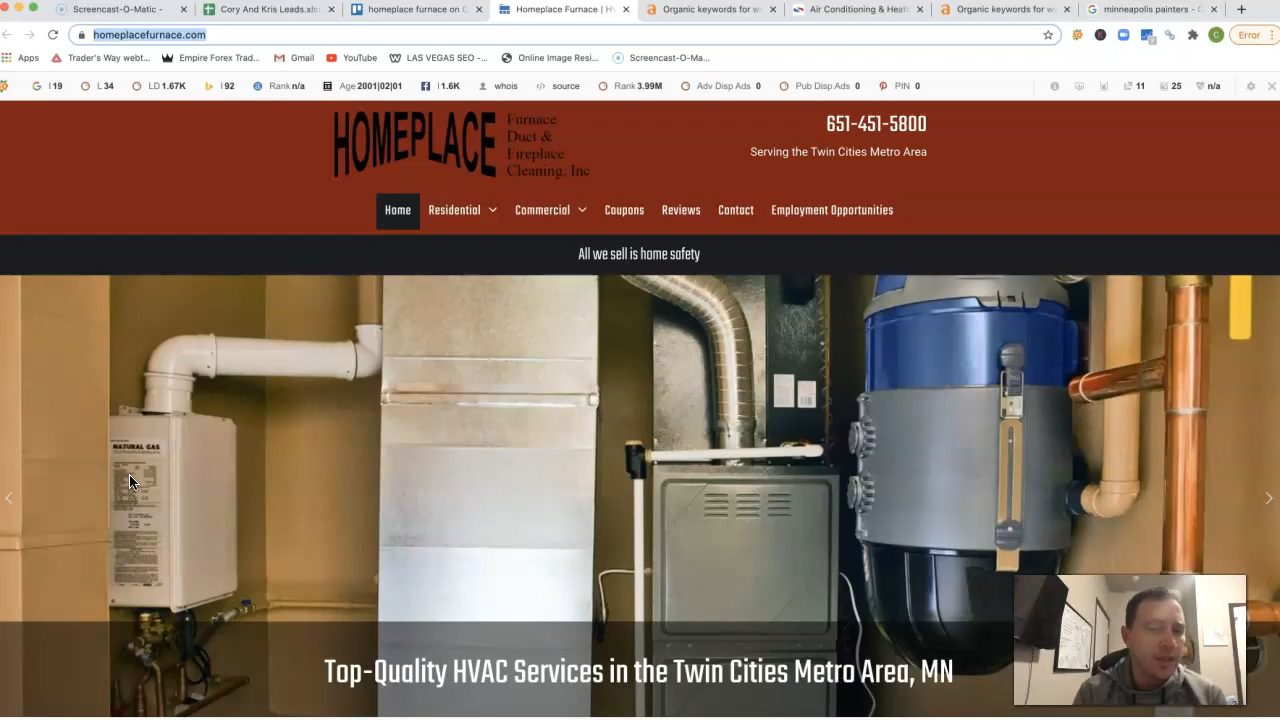 Screencast-O-Matic -
Cory And Kris Leads.xls
homeplace furnace on
Homeplace Furnace | H
Organic keywords for w
Air Conditioning & Heat
Organic keywords for w
minneapolis painters -
homeplacefurnace.com
Error
Apps
Trader's Way webt...
Empire Forex Trad...
Gmail
YouTube
LAS VEGAS SEO -...
Online Image Resi...
Screencast-O-Ma...
I 19
L 34
LD 1.67K
I 92
Rank n/a
Age 2001|02|01
I 1.6K
whois
source
Rank 3.99M
Adv Disp Ads 0
Pub Disp Ads 0
PIN 0
11
25
n/a
HOMEPLACE
Furnace
Duct &
Fireplace
Cleaning, Inc
651-451-5800
Serving the Twin Cities Metro Area
Home
Residential
Commercial
Coupons
Reviews
Contact
Employment Opportunities
All we sell is home safety
NATURAL GAS
Top-Quality HVAC Services in the Twin Cities Metro Area, MN